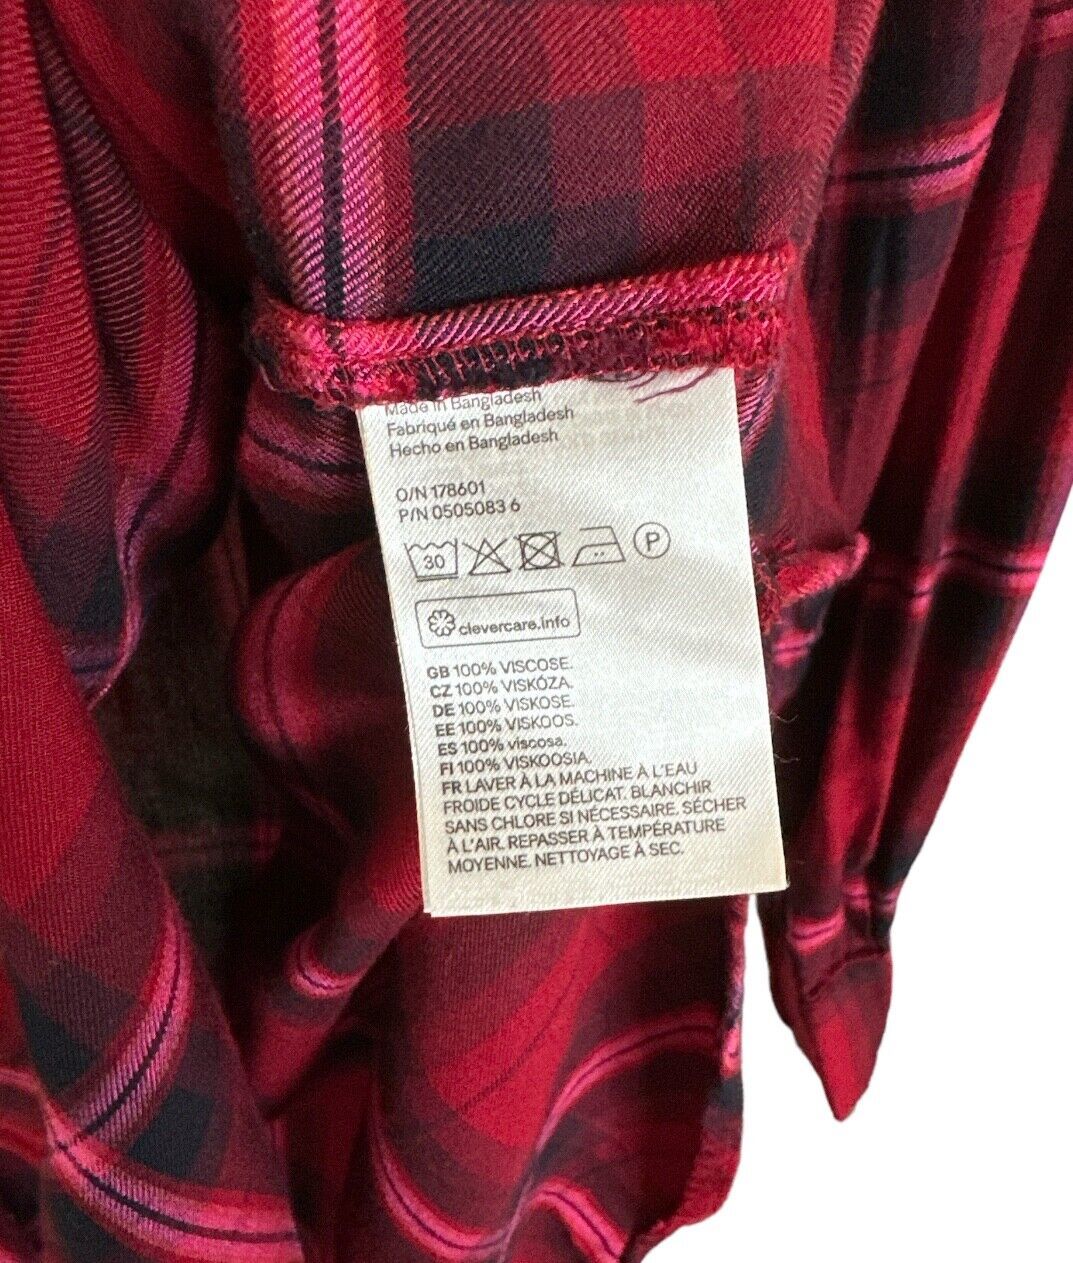 Made in Bangladesh
Fabriqué en Bangladesh
Hecho en Bangladesh
O/N 178601
P/N 0505083 6
30 P
clevercare.info
GB 100% VISCOSE.
CZ 100% VISKÓZA.
DE 100% VISKOSE.
EE 100% VISKOOS.
ES 100% viscosa.
FI 100% VISKOOSIA.
FR LAVER À LA MACHINE À L'EAU
FROIDE CYCLE DÉLICAT. BLANCHIR
SANS CHLORE SI NÉCESSAIRE. SÉCHER
À L'AIR. REPASSER À TEMPÉRATURE
MOYENNE. NETTOYAGE À SEC.